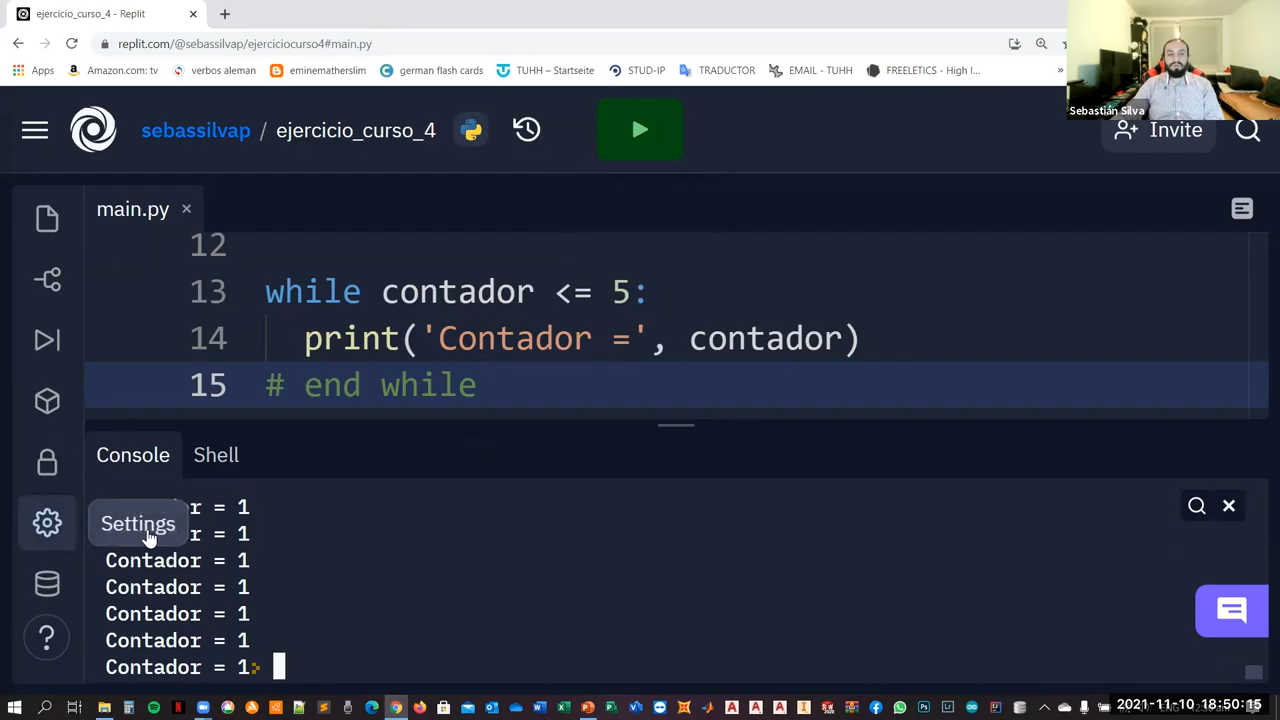 ejercicio_curso_4 - Replit
replit.com/@sebassilvap/ejerciciocurso4#main.py
Apps
Amazon.com: tv
verbos aleman
eminematherslim
german flash cards
TUHH – Startseite
STUD-IP
TRADUCTOR
EMAIL - TUHH
FREELETICS - High I...
»
Sebastián Silva
sebassilvap / ejercicio_curso_4
Invite
main.py
12
13 while contador <= 5:
14 print('Contador =', contador)
15 # end while
Console
Shell
r = 1
Settings
r = 1
Contador = 1
Contador = 1
Contador = 1
Contador = 1
Contador = 1>
2021-11-10 18:50:15